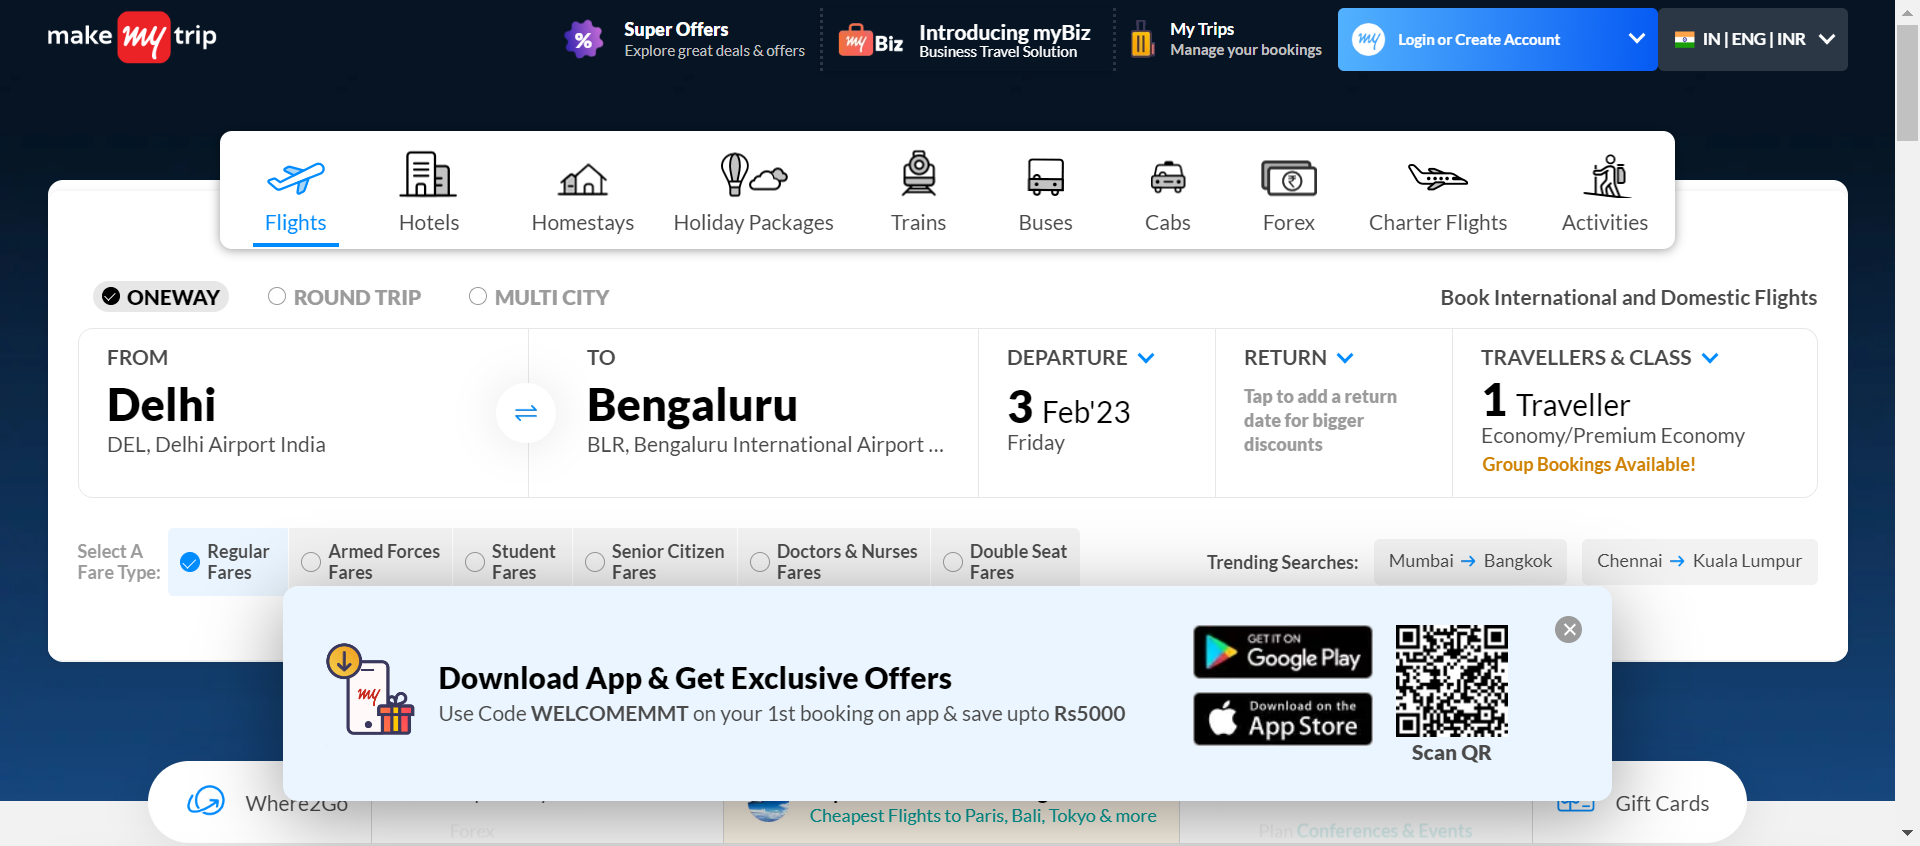 make my trip
%
Super Offers
Explore great deals & offers
my Biz
Introducing myBiz
Business Travel Solution
My Trips
Manage your bookings
my
Login or Create Account
IN | ENG | INR
Flights
Hotels
Homestays
Holiday Packages
Trains
Buses
Cabs
Forex
Charter Flights
Activities
ONEWAY
ROUND TRIP
MULTI CITY
Book International and Domestic Flights
FROM
Delhi
DEL, Delhi Airport India
TO
Bengaluru
BLR, Bengaluru International Airport ...
DEPARTURE
3 Feb'23
Friday
RETURN
Tap to add a return
date for bigger
discounts
TRAVELLERS & CLASS
1 Traveller
Economy/Premium Economy
Group Bookings Available!
Select A
Fare Type:
Regular
Fares
Armed Forces
Fares
Student
Fares
Senior Citizen
Fares
Doctors & Nurses
Fares
Double Seat
Fares
Trending Searches:
Mumbai → Bangkok
Chennai → Kuala Lumpur
my
Download App & Get Exclusive Offers
Use Code WELCOMEMMT on your 1st booking on app & save upto Rs5000
GET IT ON
Google Play
Download on the
App Store
Scan QR
Where2Go
Forex
Cheapest Flights to Paris, Bali, Tokyo & more
Plan Conferences & Events
Gift Cards